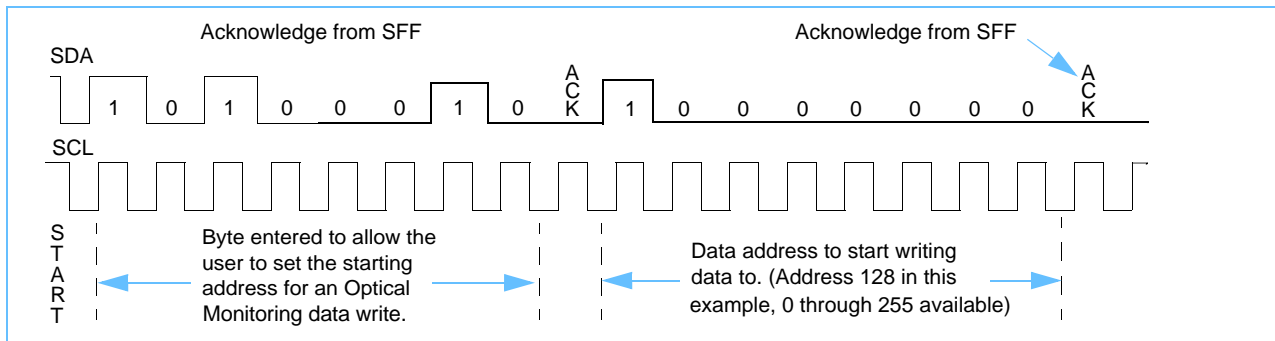 Acknowledge from SFF
Acknowledge from SFF
SDA
1 0 1 0 0 0 1 0 ACK 1 0 0 0 0 0 0 0 ACK
SCL
START
Byte entered to allow the
user to set the starting
address for an Optical
Monitoring data write.
Data address to start writing
data to. (Address 128 in this
example, 0 through 255 available)